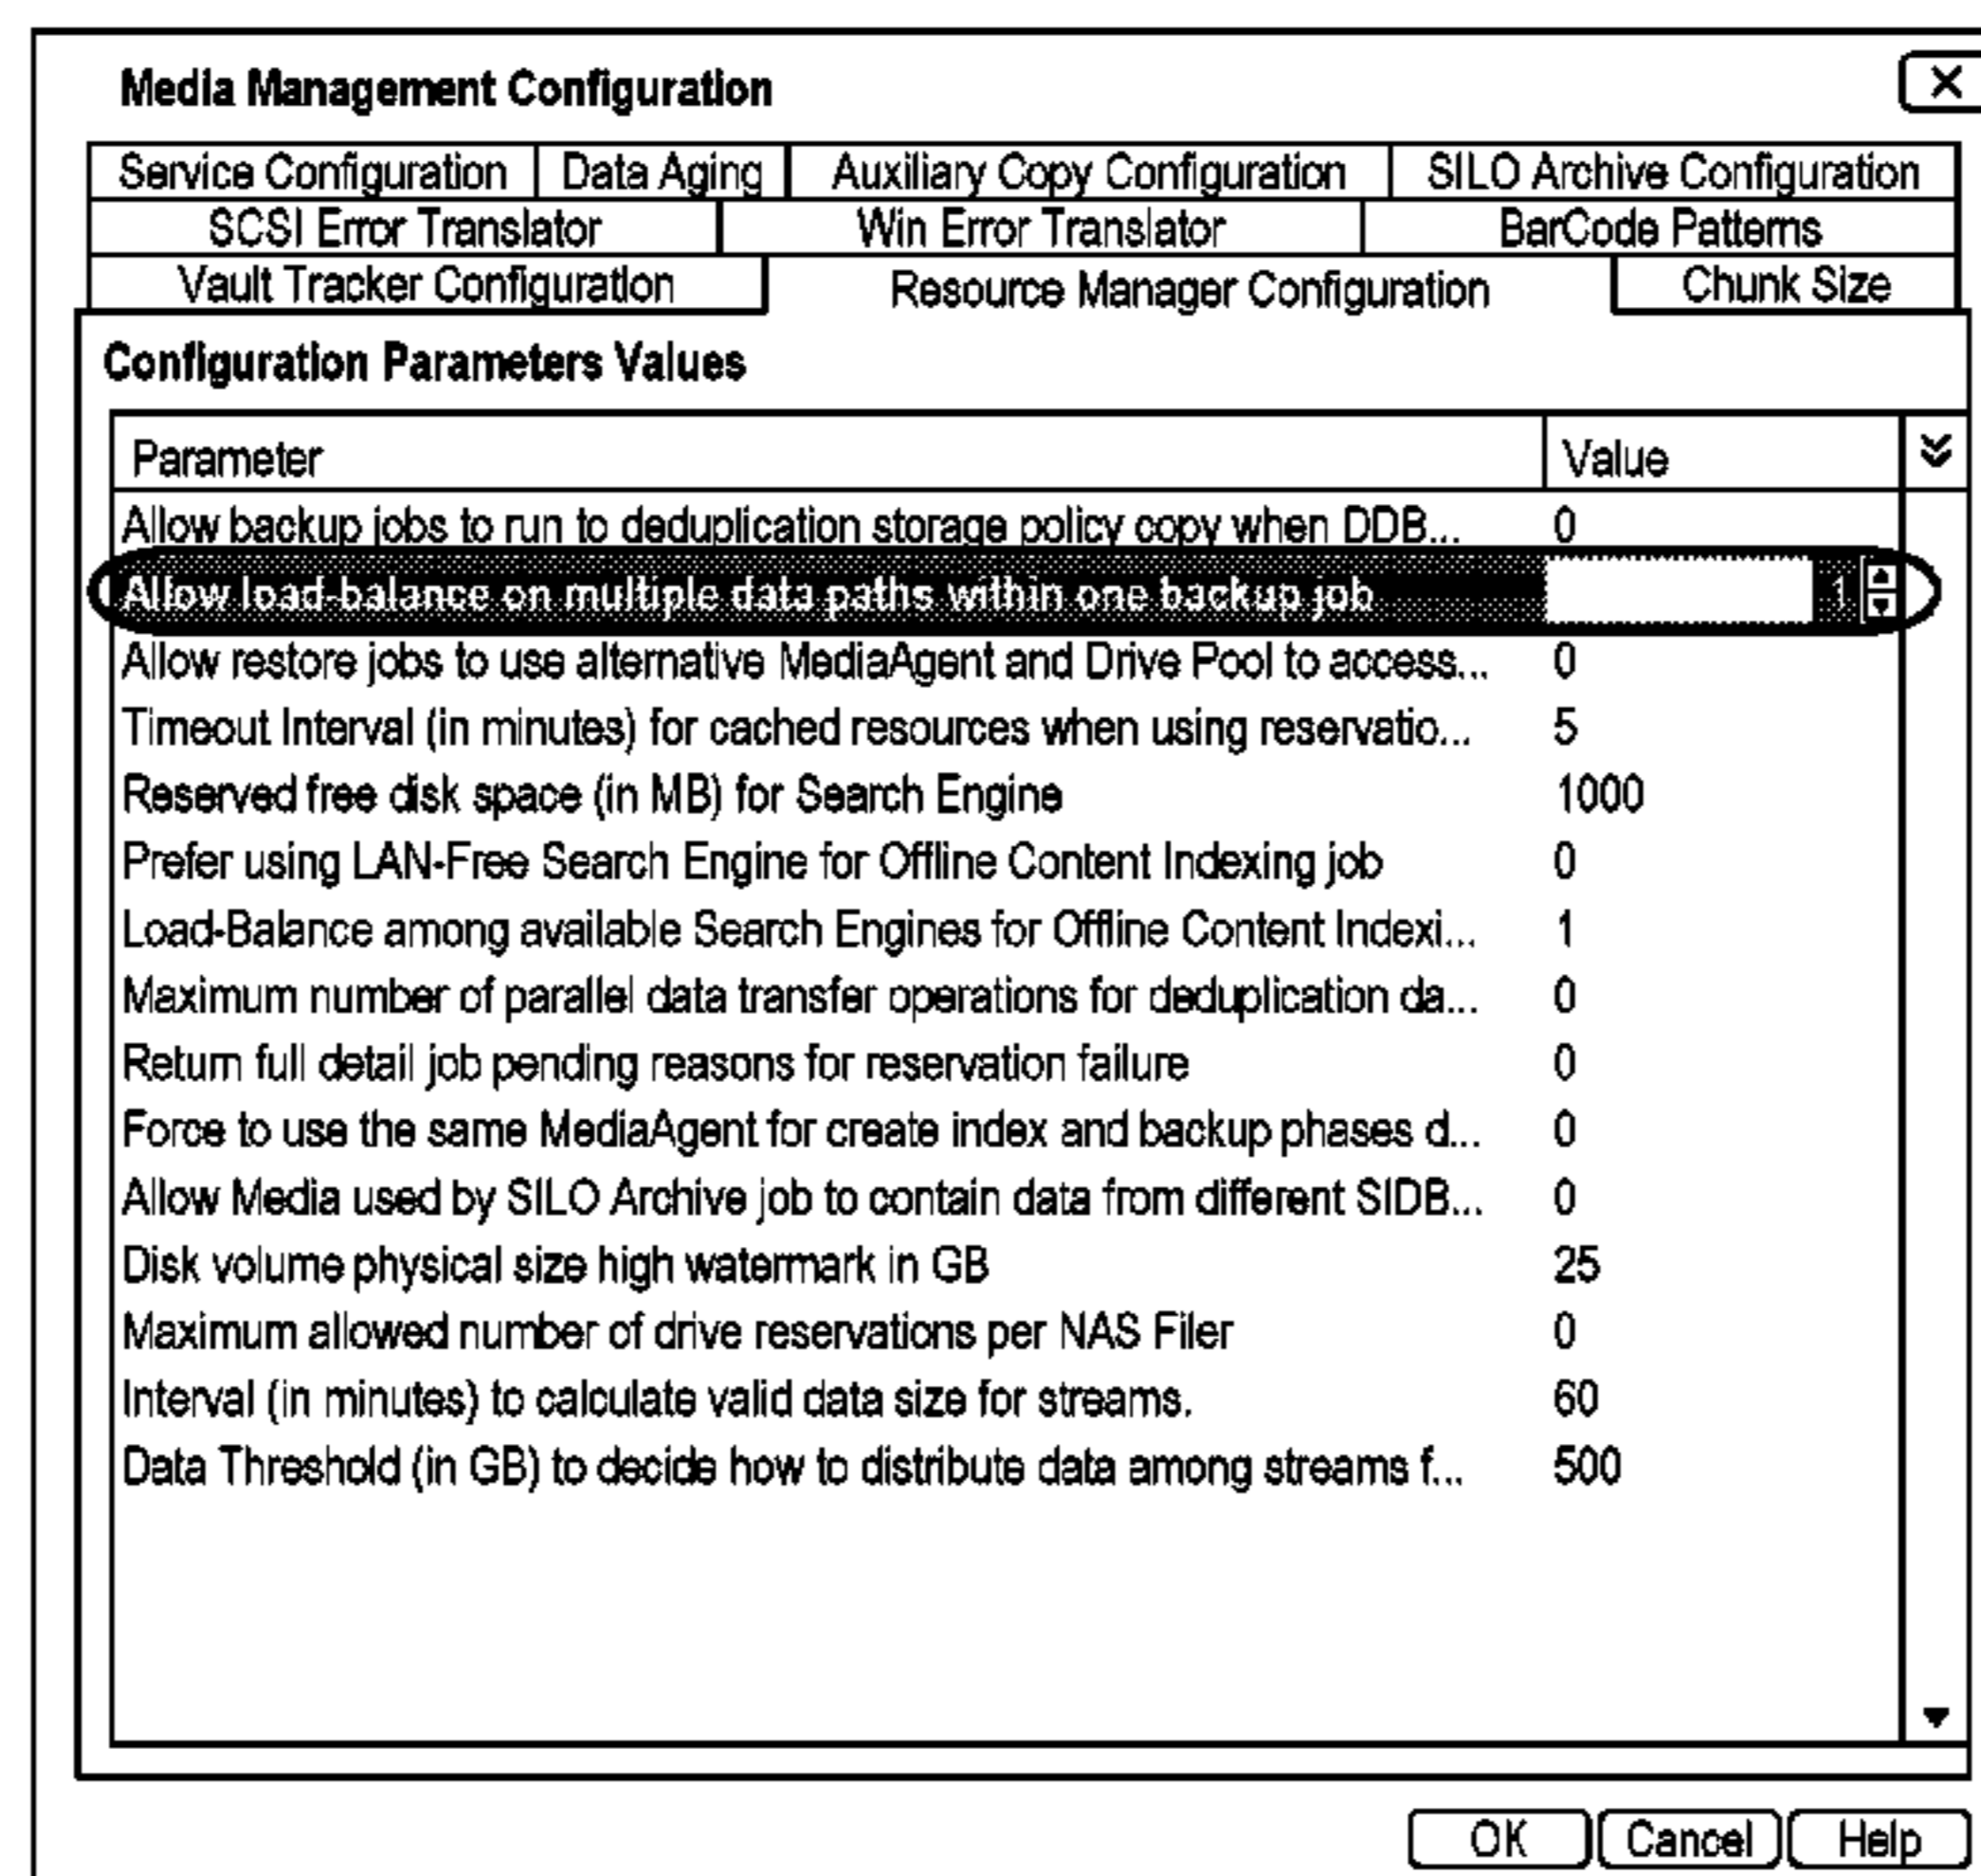 Media Management Configuration
Service Configuration Data Aging Auxiliary Copy Configuration SILO Archive Configuration
SCSI Error Translator Win Error Translator BarCode Patterns
Vault Tracker Configuration Resource Manager Configuration Chunk Size
Configuration Parameters Values
Parameter Value
Allow backup jobs to run to deduplication storage policy copy when DDB... 0
Allow load-balance on multiple data paths within one backup job 1
Allow restore jobs to use alternative MediaAgent and Drive Pool to access... 0
Timeout Interval (in minutes) for cached resources when using reservatio... 5
Reserved free disk space (in MB) for Search Engine 1000
Prefer using LAN-Free Search Engine for Offline Content Indexing job 0
Load-Balance among available Search Engines for Offline Content Indexi... 1
Maximum number of parallel data transfer operations for deduplication da... 0
Return full detail job pending reasons for reservation failure 0
Force to use the same MediaAgent for create index and backup phases d... 0
Allow Media used by SILO Archive job to contain data from different SIDB... 0
Disk volume physical size high watermark in GB 25
Maximum allowed number of drive reservations per NAS Filer 0
Interval (in minutes) to calculate valid data size for streams. 60
Data Threshold (in GB) to decide how to distribute data among streams f... 500
OK Cancel Help